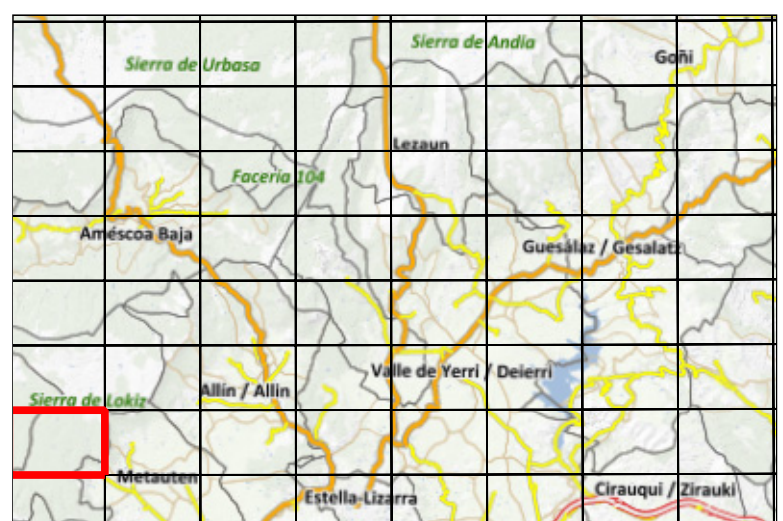 Sierra de Andia
Goñi
Sierra de Urbasa
Lezaun
Facería 104
Améscoa Baja
Guesálaz / Gesalatz
Valle de Yerri / Deierri
Allín / Allin
Sierra de Lokiz
Metauten
Estella-Lizarra
Cirauqui / Zirauki